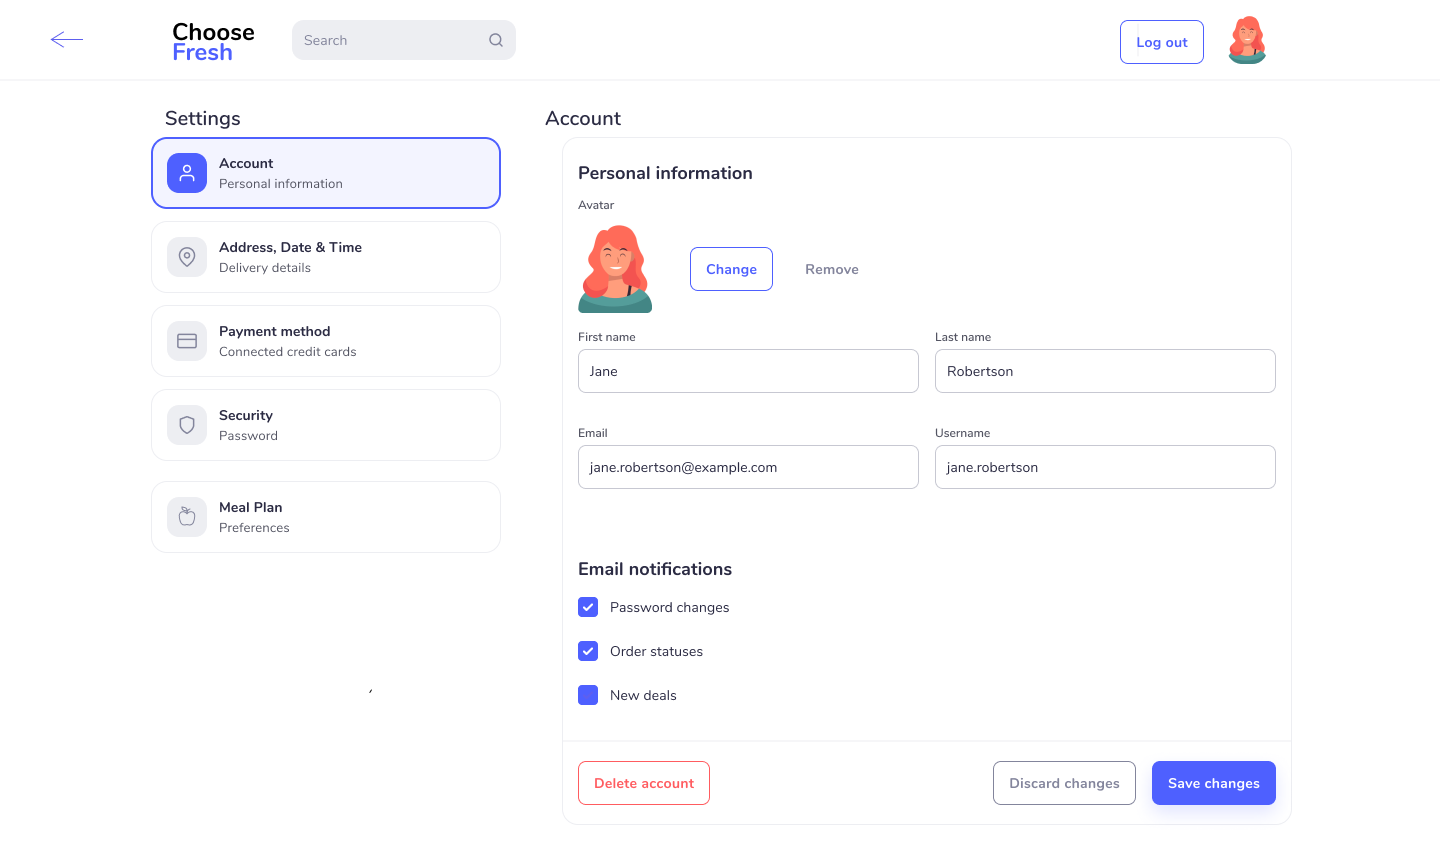 Choose
Fresh
Search
Log out
Settings
Account
Personal information
Address, Date & Time
Delivery details
Payment method
Connected credit cards
Security
Password
Meal Plan
Preferences
Account
Personal information
Avatar
Change
Remove
First name
Last name
Jane
Robertson
Email
Username
jane.robertson@example.com
jane.robertson
Email notifications
Password changes
Order statuses
New deals
Delete account
Discard changes
Save changes